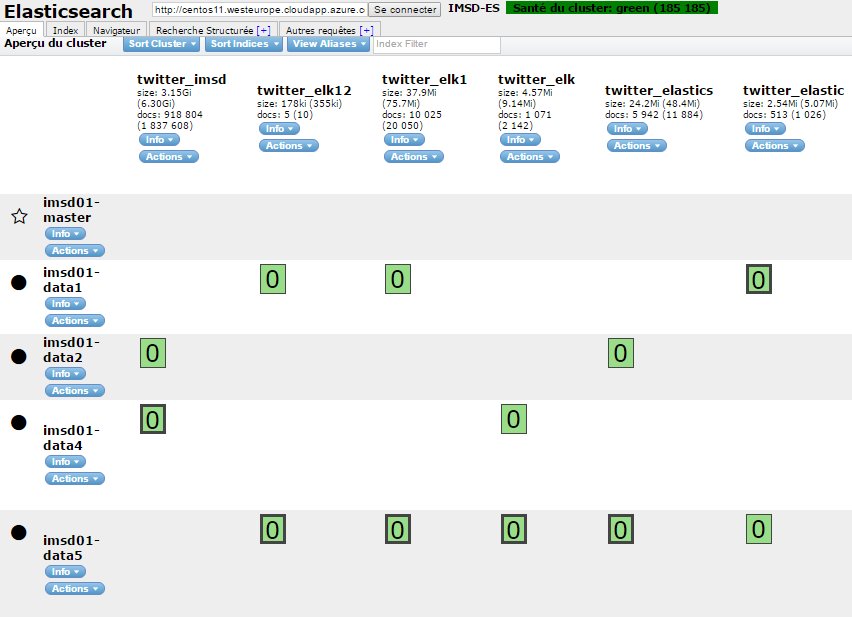 Elasticsearch
http://centos11.westeurope.cloudapp.azure.c
Se connecter
IMSD-ES
Santé du cluster: green (185 185)
Aperçu
Index
Navigateur
Recherche Structurée [+]
Autres requêtes [+]
Aperçu du cluster
Sort Cluster
Sort Indices
View Aliases
Index Filter
twitter_imsd
size: 3.15Gi
(6.30Gi)
docs: 918 804
(1 837 608)
Info
Actions
twitter_elk12
size: 178ki (355ki)
docs: 5 (10)
Info
Actions
twitter_elk1
size: 37.9Mi
(75.7Mi)
docs: 10 025
(20 050)
Info
Actions
twitter_elk
size: 4.57Mi
(9.14Mi)
docs: 1 071
(2 142)
Info
Actions
twitter_elastics
size: 24.2Mi (48.4Mi)
docs: 5 942 (11 884)
Info
Actions
twitter_elastic
size: 2.54Mi (5.07Mi)
docs: 513 (1 026)
Info
Actions
imsd01-
master
Info
Actions
imsd01-
data1
Info
Actions
0 0 0
imsd01-
data2
Info
Actions
0 0
imsd01-
data4
Info
Actions
0 0
imsd01-
data5
Info
Actions
0 0 0 0 0